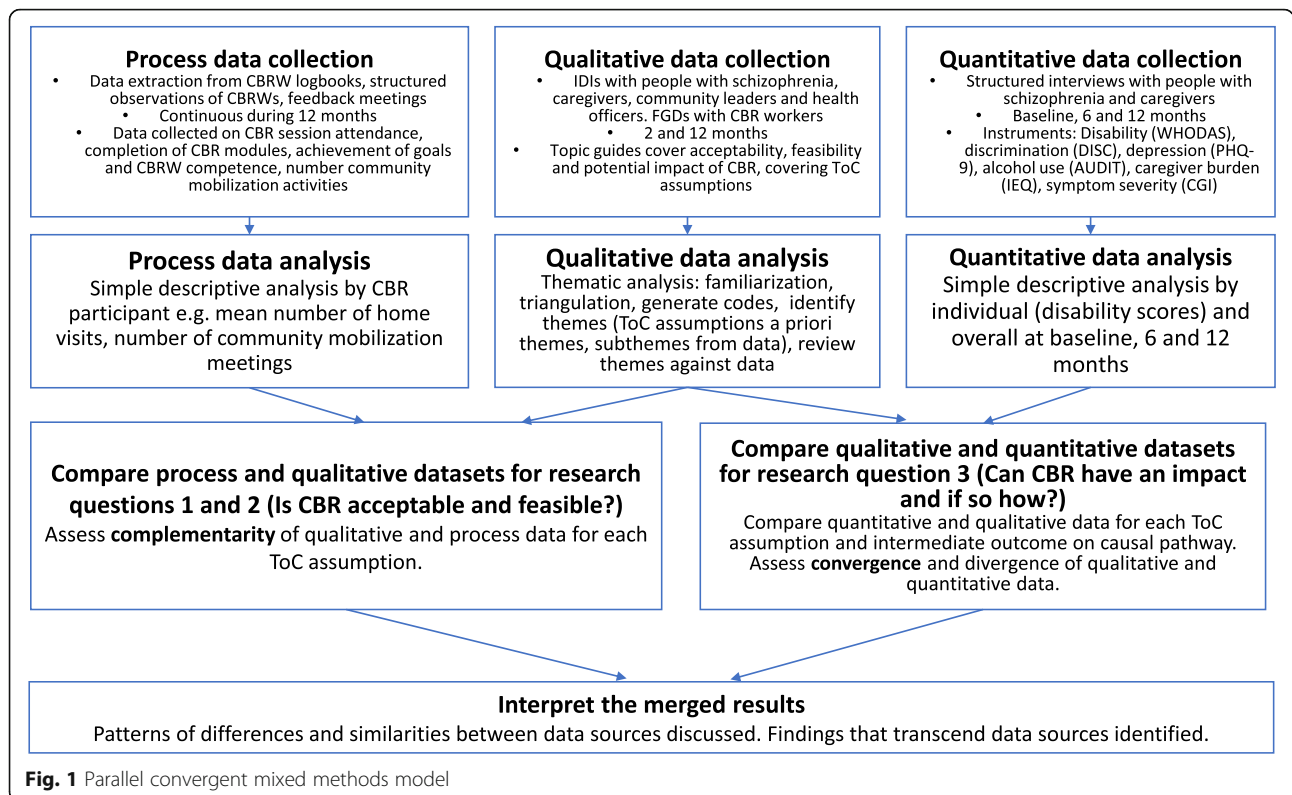 Process data collection
• Data extraction from CBRW logbooks, structured
observations of CBRWs, feedback meetings
• Continuous during 12 months
• Data collected on CBR session attendance,
completion of CBR modules, achievement of goals
and CBRW competence, number community
mobilization activities
Qualitative data collection
• IDIs with people with schizophrenia,
caregivers, community leaders and health
officers. FGDs with CBR workers
• 2 and 12 months
• Topic guides cover acceptability, feasibility
and potential impact of CBR, covering ToC
assumptions
Quantitative data collection
• Structured interviews with people with
schizophrenia and caregivers
• Baseline, 6 and 12 months
• Instruments: Disability (WHODAS),
discrimination (DISC), depression (PHQ-
9), alcohol use (AUDIT), caregiver burden
(IEQ), symptom severity (CGI)
Process data analysis
Simple descriptive analysis by CBR
participant e.g. mean number of home
visits, number of community mobilization
meetings
Qualitative data analysis
Thematic analysis: familiarization,
triangulation, generate codes, identify
themes (ToC assumptions a priori
themes, subthemes from data), review
themes against data
Quantitative data analysis
Simple descriptive analysis by
individual (disability scores) and
overall at baseline, 6 and 12
months
Compare process and qualitative datasets for research
questions 1 and 2 (Is CBR acceptable and feasible?)
Assess complementarity of qualitative and process data for each
ToC assumption.
Compare qualitative and quantitative datasets
for research question 3 (Can CBR have an impact
and if so how?)
Compare quantitative and qualitative data for each ToC
assumption and intermediate outcome on causal pathway.
Assess convergence and divergence of qualitative and
quantitative data.
Interpret the merged results
Patterns of differences and similarities between data sources discussed. Findings that transcend data sources identified.
Fig. 1 Parallel convergent mixed methods model